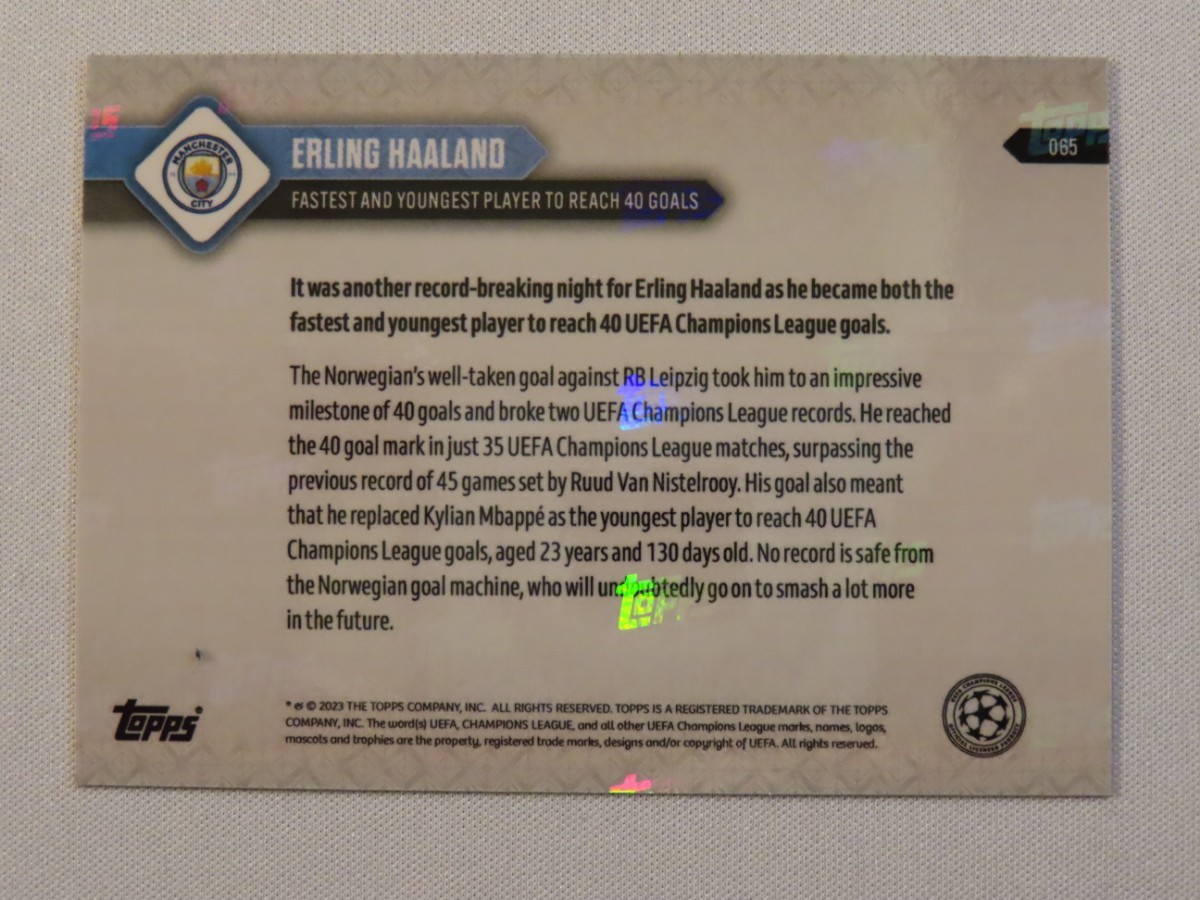 MANCHESTER
CITY
ERLING HAALAND
065
FASTEST AND YOUNGEST PLAYER TO REACH 40 GOALS
It was another record-breaking night for Erling Haaland as he became both the
fastest and youngest player to reach 40 UEFA Champions League goals.
The Norwegian's well-taken goal against RB Leipzig took him to an impressive
milestone of 40 goals and broke two UEFA Champions League records. He reached
the 40 goal mark in just 35 UEFA Champions League matches, surpassing the
previous record of 45 games set by Ruud Van Nistelrooy. His goal also meant
that he replaced Kylian Mbappé as the youngest player to reach 40 UEFA
Champions League goals, aged 23 years and 130 days old. No record is safe from
the Norwegian goal machine, who will undoubtedly go on to smash a lot more
in the future.
topps
* © 2023 THE TOPPS COMPANY, INC. ALL RIGHTS RESERVED. TOPPS IS A REGISTERED TRADEMARK OF THE TOPPS
COMPANY, INC. The word(s) UEFA, CHAMPIONS LEAGUE, and all other UEFA Champions League marks, names, logos,
mascots and trophies are the property, registered trade marks, designs and/or copyright of UEFA. All rights reserved.
UEFA CHAMPIONS LEAGUE
OFFICIAL LICENSED PRODUCT